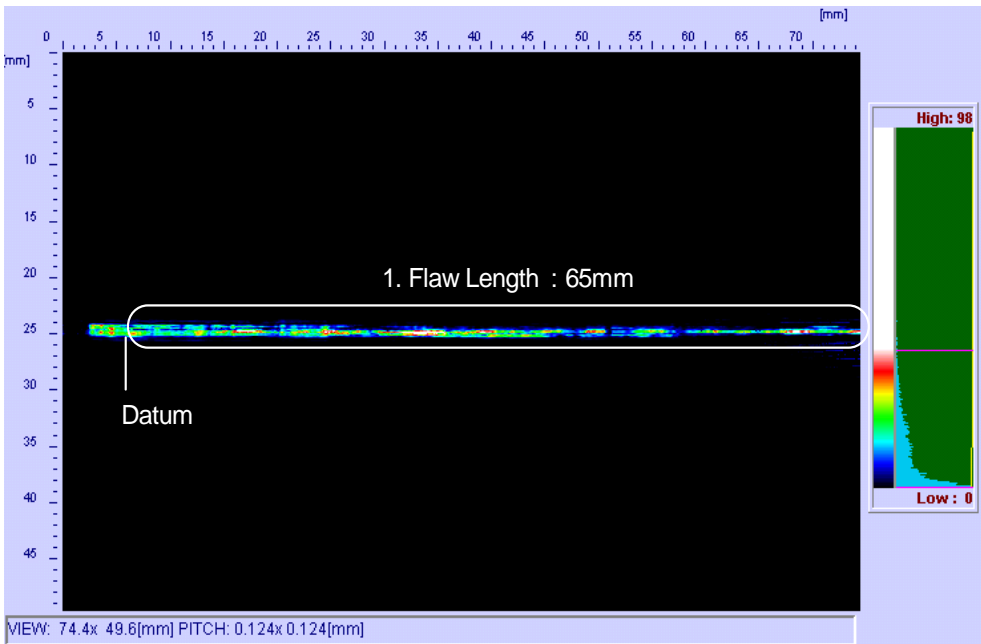 [mm]
0 5 10 15 20 25 30 35 40 45 50 55 60 65 70
[mm]
5
10
15
20
25
30
35
40
45
High: 98
Low : 0
1. Flaw Length : 65mm
Datum
VIEW: 74.4x 49.6[mm] PITCH: 0.124x 0.124[mm]